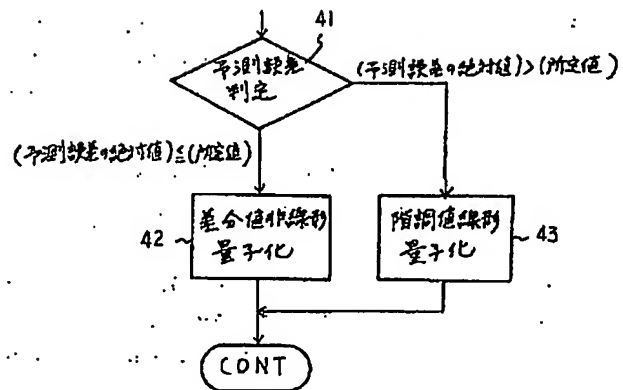 41
予測誤差
判定
(予測誤差の絶対値)>(所定値)
(予測誤差の絶対値)≦(所定値)
42
差分値非線形
量子化
階調値線形
量子化
43
CONT